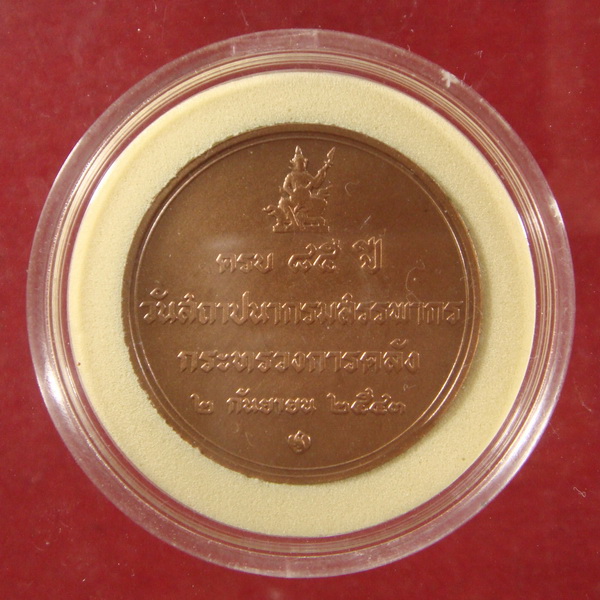 ครบ ๘๕ ปี
วันสถาปนากรมสรรพากร
กระทรวงการคลัง
๒ กันยายน ๒๕๔๓